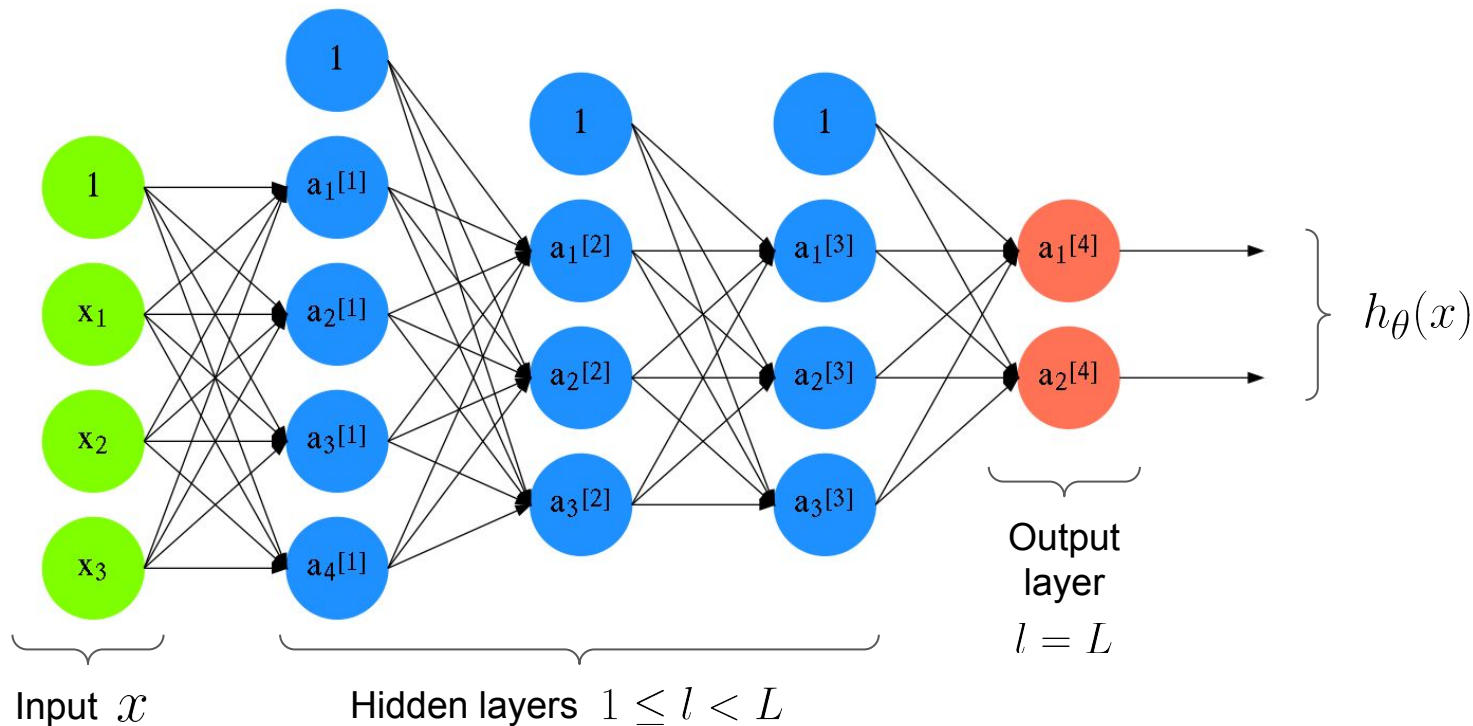 1
x₁
x₂
x₃
1
a₁[1]
a₂[1]
a₃[1]
a₄[1]
1
a₁[2]
a₂[2]
a₃[2]
1
a₁[3]
a₂[3]
a₃[3]
a₁[4]
a₂[4]
h_θ(x)
Output
layer
l = L
Input x
Hidden layers 1 ≤ l < L